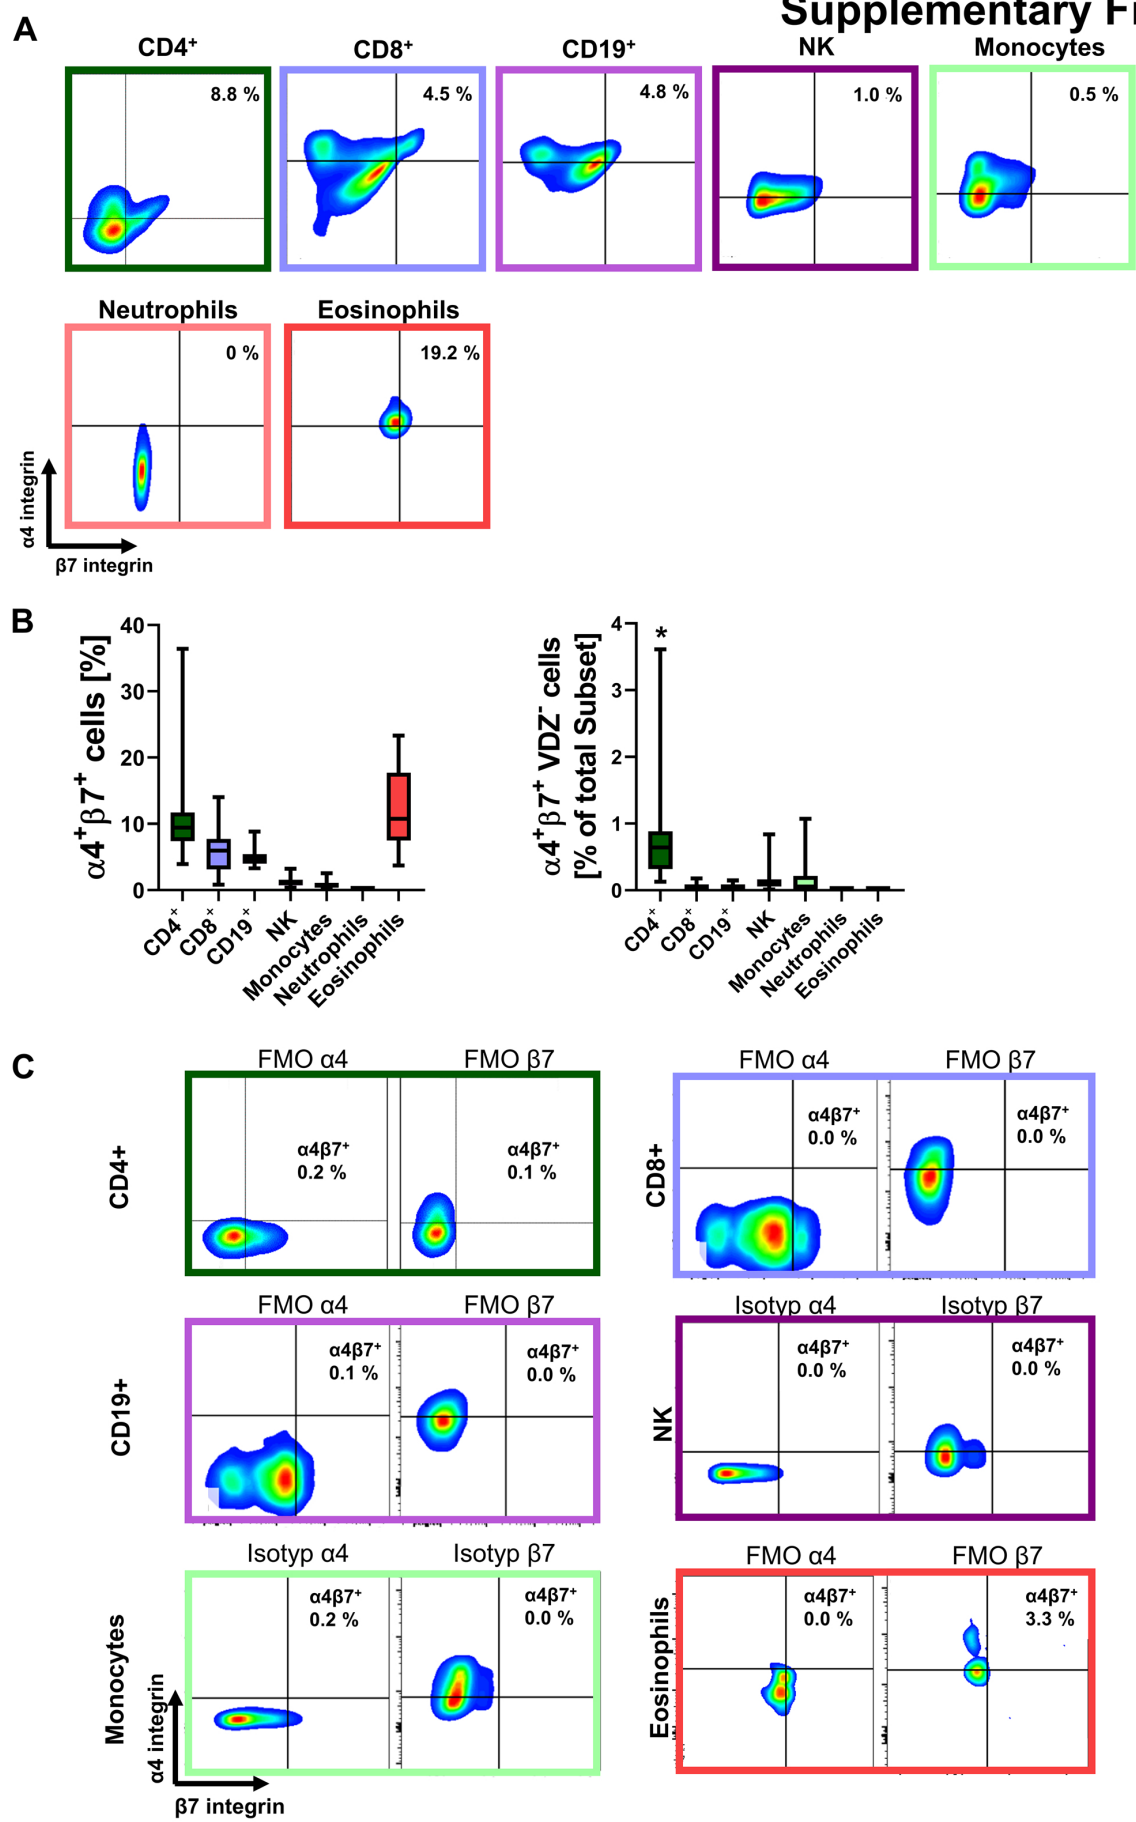 Supplementary
A
CD4⁺
CD8⁺
CD19⁺
NK
Monocytes
8.8 %
4.5 %
4.8 %
1.0 %
0.5 %
Neutrophils
Eosinophils
0 %
19.2 %
α4 integrin
β7 integrin
B
α4⁺β7⁺ cells [%]
40
30
20
10
0
CD4⁺
CD8⁺
CD19⁺
NK
Monocytes
Neutrophils
Eosinophils
α4⁺β7⁺ VDZ⁻ cells
[% of total Subset]
4
3
2
1
0
*
CD4⁺
CD8⁺
CD19⁺
NK
Monocytes
Neutrophils
Eosinophils
C
FMO α4
FMO β7
CD4+
α4β7⁺
0.2 %
α4β7⁺
0.1 %
FMO α4
FMO β7
CD8+
α4β7⁺
0.0 %
α4β7⁺
0.0 %
FMO α4
FMO β7
CD19+
α4β7⁺
0.1 %
α4β7⁺
0.0 %
Isotyp α4
Isotyp β7
NK
α4β7⁺
0.0 %
α4β7⁺
0.0 %
Isotyp α4
Isotyp β7
Monocytes
α4β7⁺
0.2 %
α4β7⁺
0.0 %
FMO α4
FMO β7
Eosinophils
α4β7⁺
0.0 %
α4β7⁺
3.3 %
α4 integrin
β7 integrin